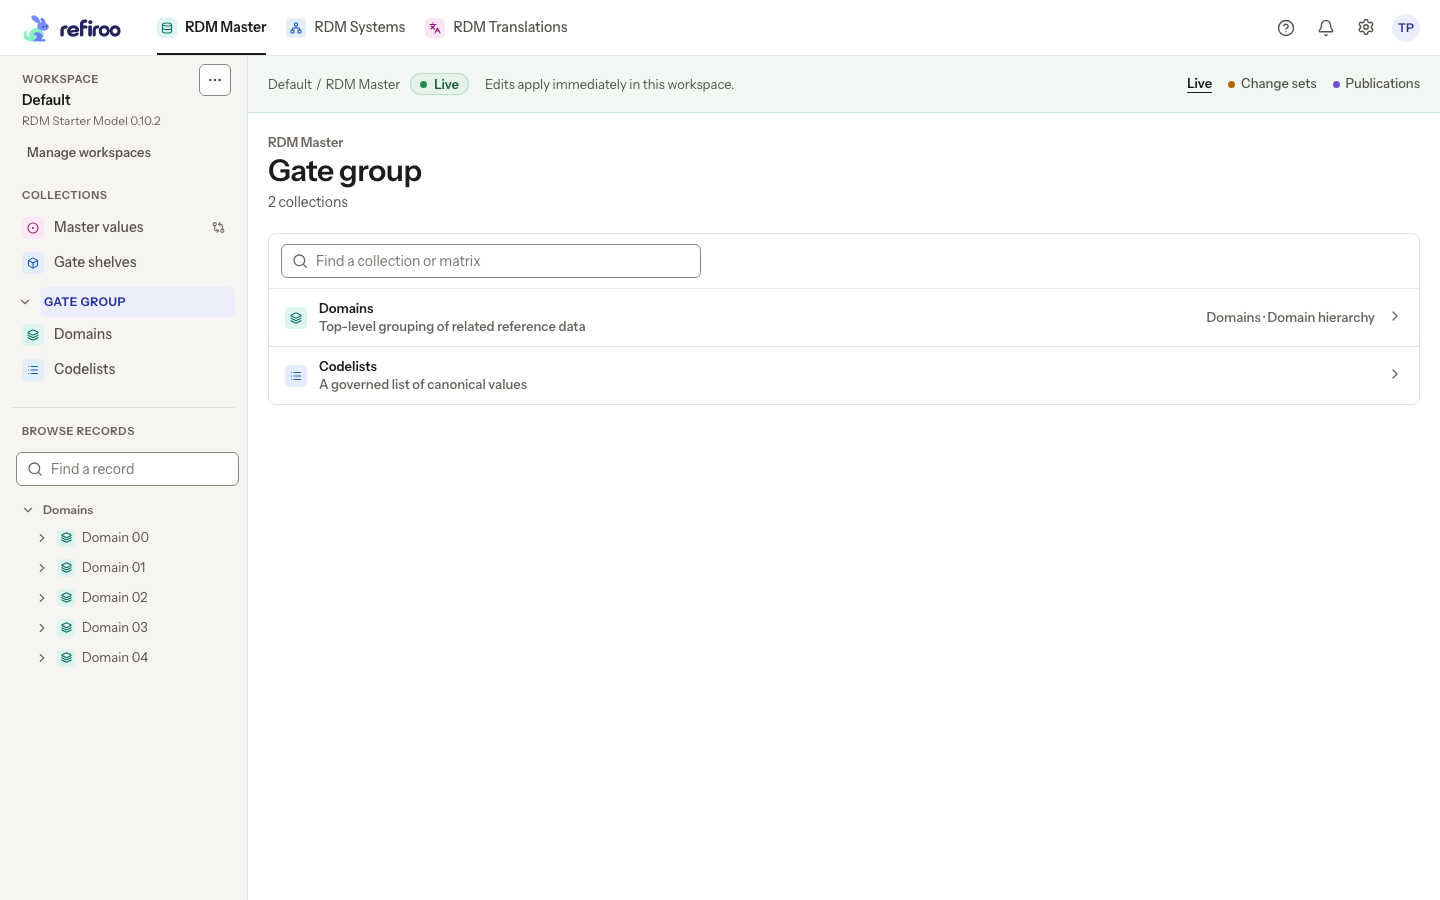 refiroo
RDM Master
RDM Systems
RDM Translations
TP
WORKSPACE
Default
RDM Starter Model 0.10.2
Manage workspaces
COLLECTIONS
Master values
Gate shelves
GATE GROUP
Domains
Codelists
BROWSE RECORDS
Find a record
Domains
Domain 00
Domain 01
Domain 02
Domain 03
Domain 04
Default / RDM Master
Live
Edits apply immediately in this workspace.
Live
Change sets
Publications
RDM Master
Gate group
2 collections
Find a collection or matrix
Domains
Top-level grouping of related reference data
Domains · Domain hierarchy
Codelists
A governed list of canonical values